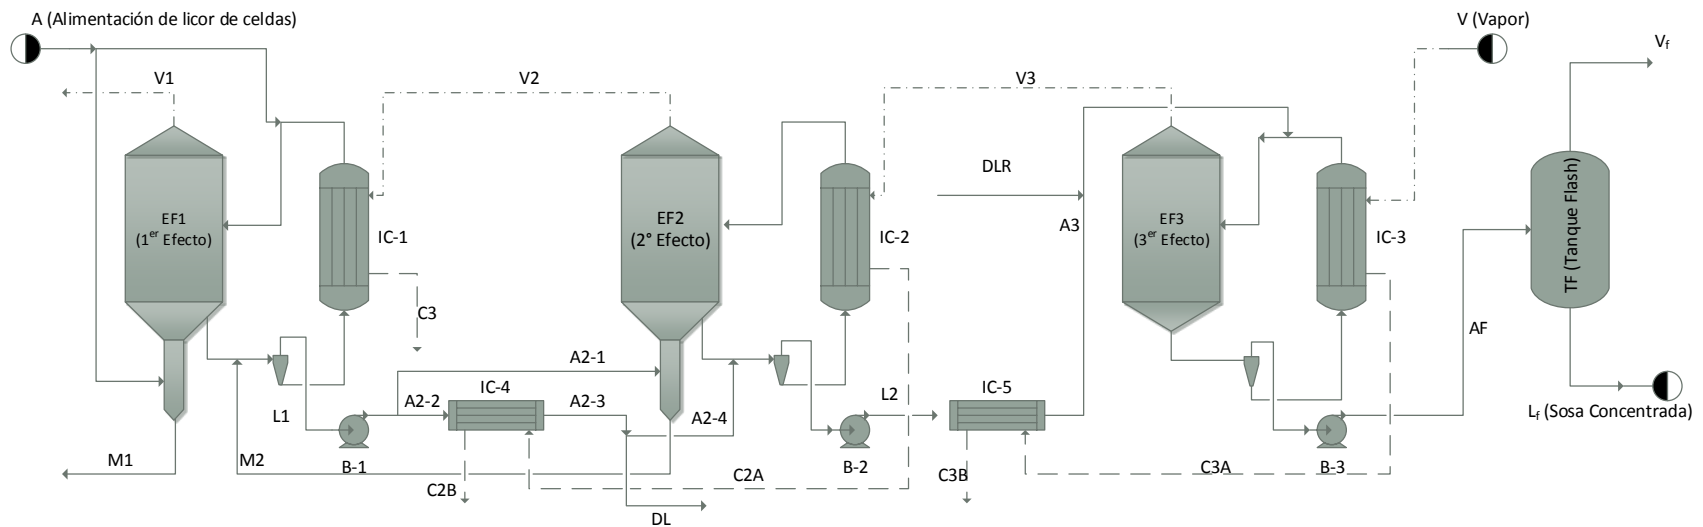 A (Alimentación de licor de celdas)
V (Vapor)
V1
V2
V3
Vf
DLR
EF1
(1er Efecto)
IC-1
EF2
(2° Efecto)
IC-2
A3
EF3
(3er Efecto)
IC-3
TF (Tanque Flash)
C3
AF
A2-1
L1
A2-2
IC-4
A2-3
A2-4
L2
IC-5
Lf (Sosa Concentrada)
M1
M2
B-1
C2B
C2A
B-2
C3B
C3A
B-3
DL